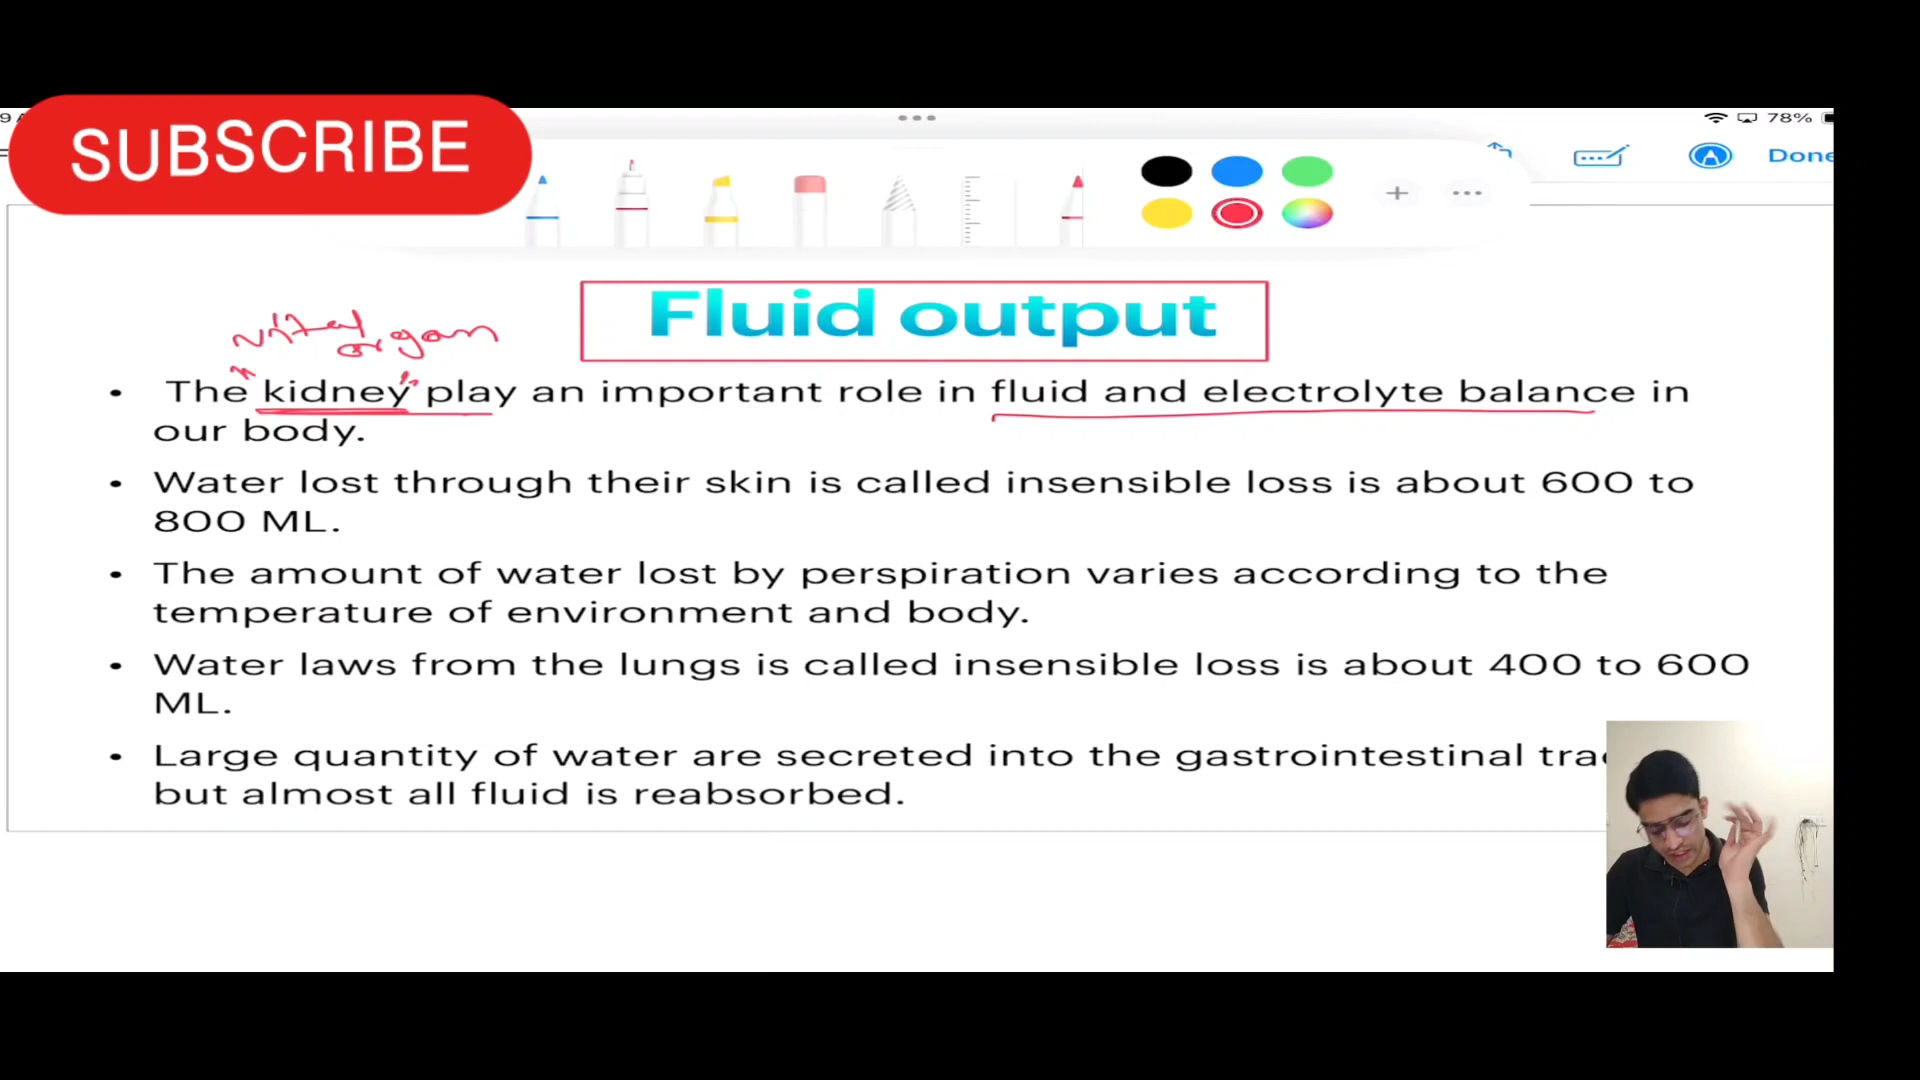 SUBSCRIBE
78%
Done
Fluid output
vital
organ
• The kidney play an important role in fluid and electrolyte balance in
our body.
• Water lost through their skin is called insensible loss is about 600 to
800 ML.
• The amount of water lost by perspiration varies according to the
temperature of environment and body.
• Water laws from the lungs is called insensible loss is about 400 to 600
ML.
• Large quantity of water are secreted into the gastrointestinal
but almost all fluid is reabsorbed.